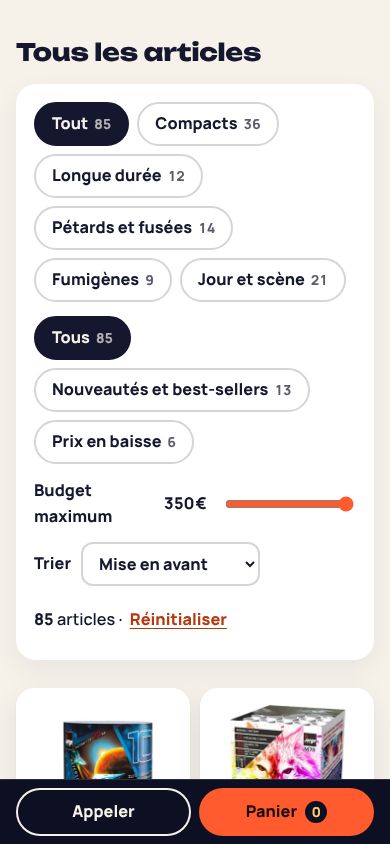 Tous les articles
Tout 85
Compacts 36
Longue durée 12
Pétards et fusées 14
Fumigènes 9
Jour et scène 21
Tous 85
Nouveautés et best-sellers 13
Prix en baisse 6
Budget maximum
350 €
Trier
Mise en avant
85 articles · Réinitialiser
Appeler
Panier 0